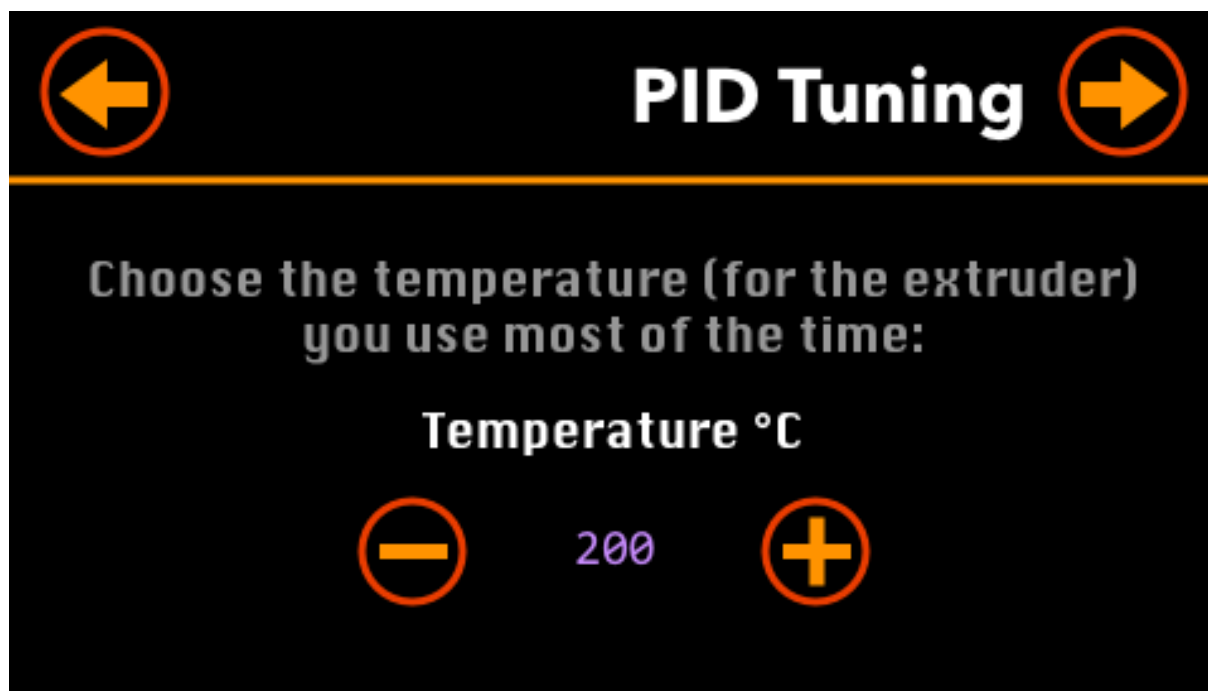 PID Tuning
Choose the temperature (for the extruder)
you use most of the time:
Temperature °C
200